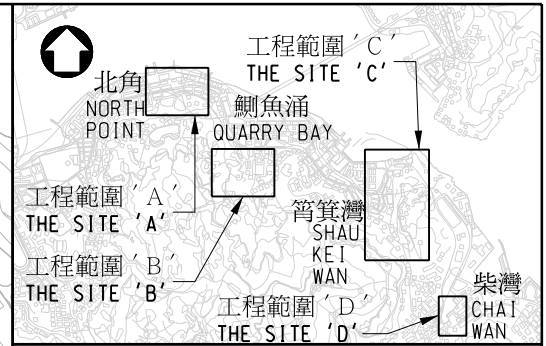 工程範圍 'C'
THE SITE 'C'
北角
NORTH
POINT
鰂魚涌
QUARRY BAY
工程範圍 'A'
THE SITE 'A'
筲箕灣
SHAU
KEI
WAN
工程範圍 'B'
THE SITE 'B'
工程範圍 'D'
THE SITE 'D'
柴灣
CHAI
WAN